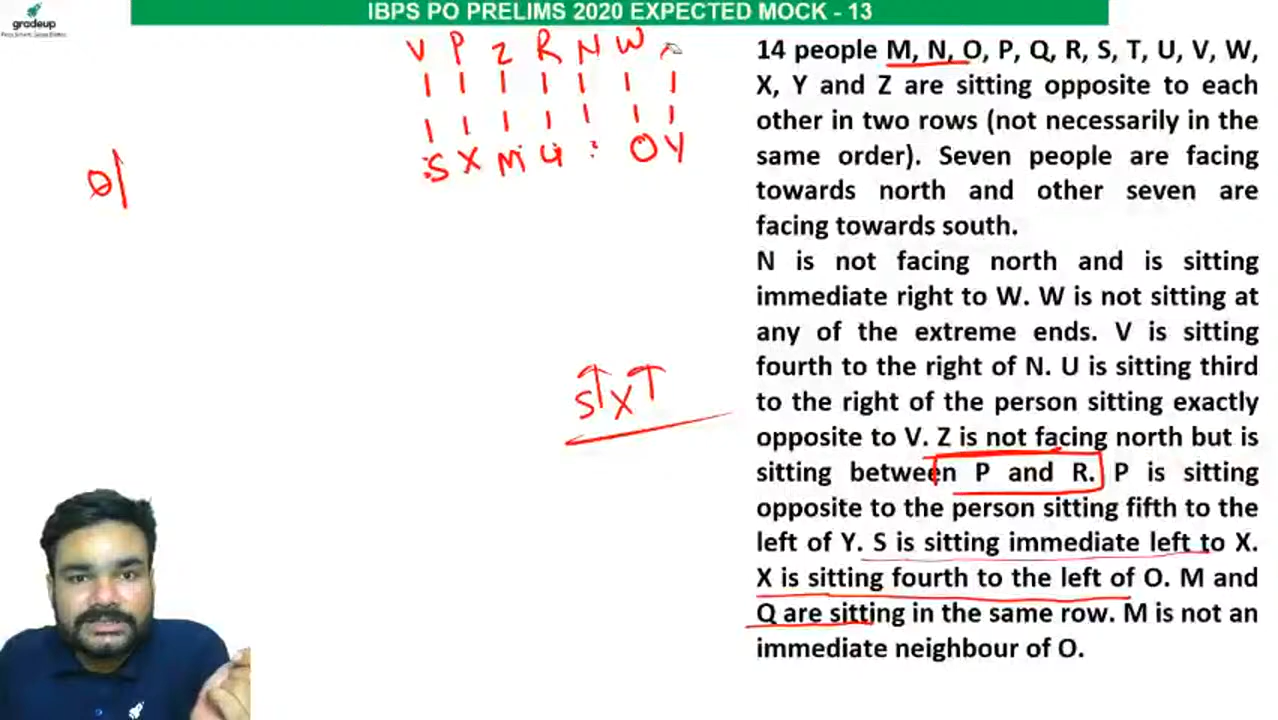 gradeup
IBPS PO PRELIMS 2020 EXPECTED MOCK - 13
V P Z R N W
S X M U : O Y
θ
S X
14 people M, N, O, P, Q, R, S, T, U, V, W,
X, Y and Z are sitting opposite to each
other in two rows (not necessarily in the
same order). Seven people are facing
towards north and other seven are
facing towards south.
N is not facing north and is sitting
immediate right to W. W is not sitting at
any of the extreme ends. V is sitting
fourth to the right of N. U is sitting third
to the right of the person sitting exactly
opposite to V. Z is not facing north but is
sitting between P and R. P is sitting
opposite to the person sitting fifth to the
left of Y. S is sitting immediate left to X.
X is sitting fourth to the left of O. M and
Q are sitting in the same row. M is not an
immediate neighbour of O.